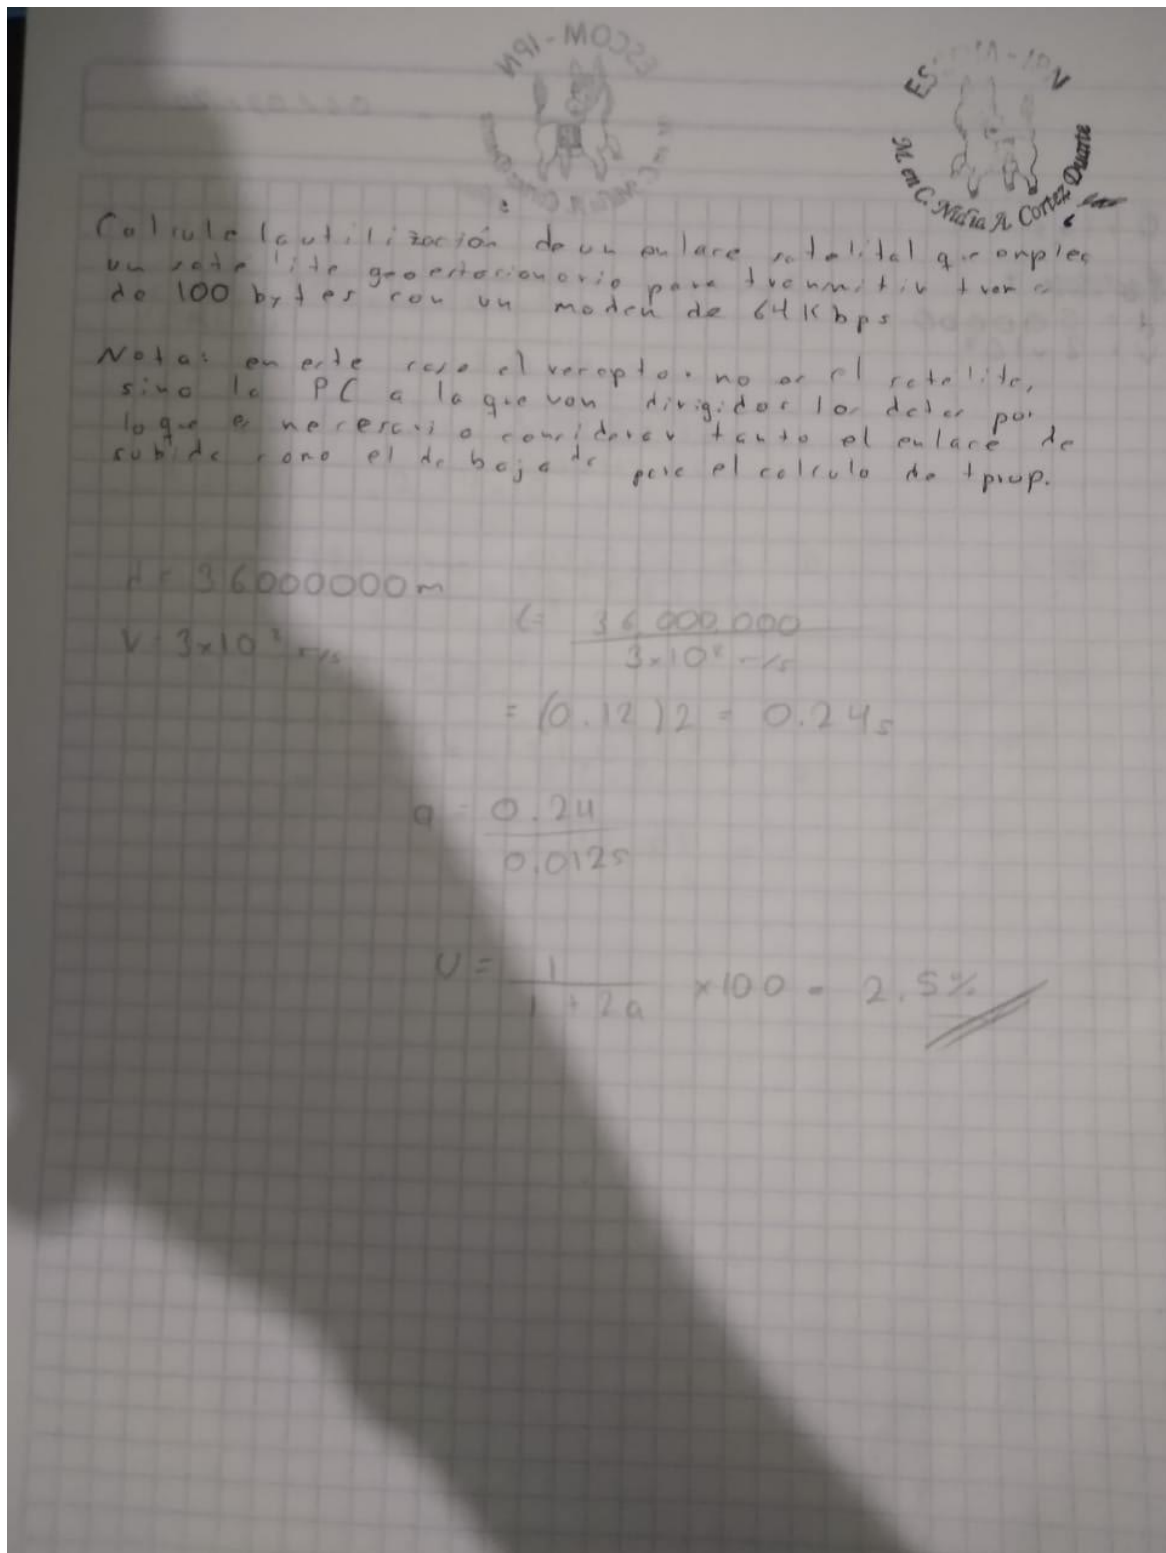 ESCOM-IPN
M. en C. Nidia A. Cortez Duarte
Calcule la utilización de un enlace satelital que emplea
un satelite geoestacionario para transmitir trama
de 100 bytes con un modem de 64 Kbps
Nota: en este caso el receptor no es el satelite,
sino la PC a la que van dirigidos los datos por
lo que es necesario considerar tanto el enlace de
subida como el de bajada para el calculo de tprop.
d = 36000000m
V = 3x10⁸ m/s
36 000 000
3x10⁸ m/s
= (0.12)2 = 0.24s
a = 0.24
0.0125
U = 1
1 + 2a
x100 = 2.5%